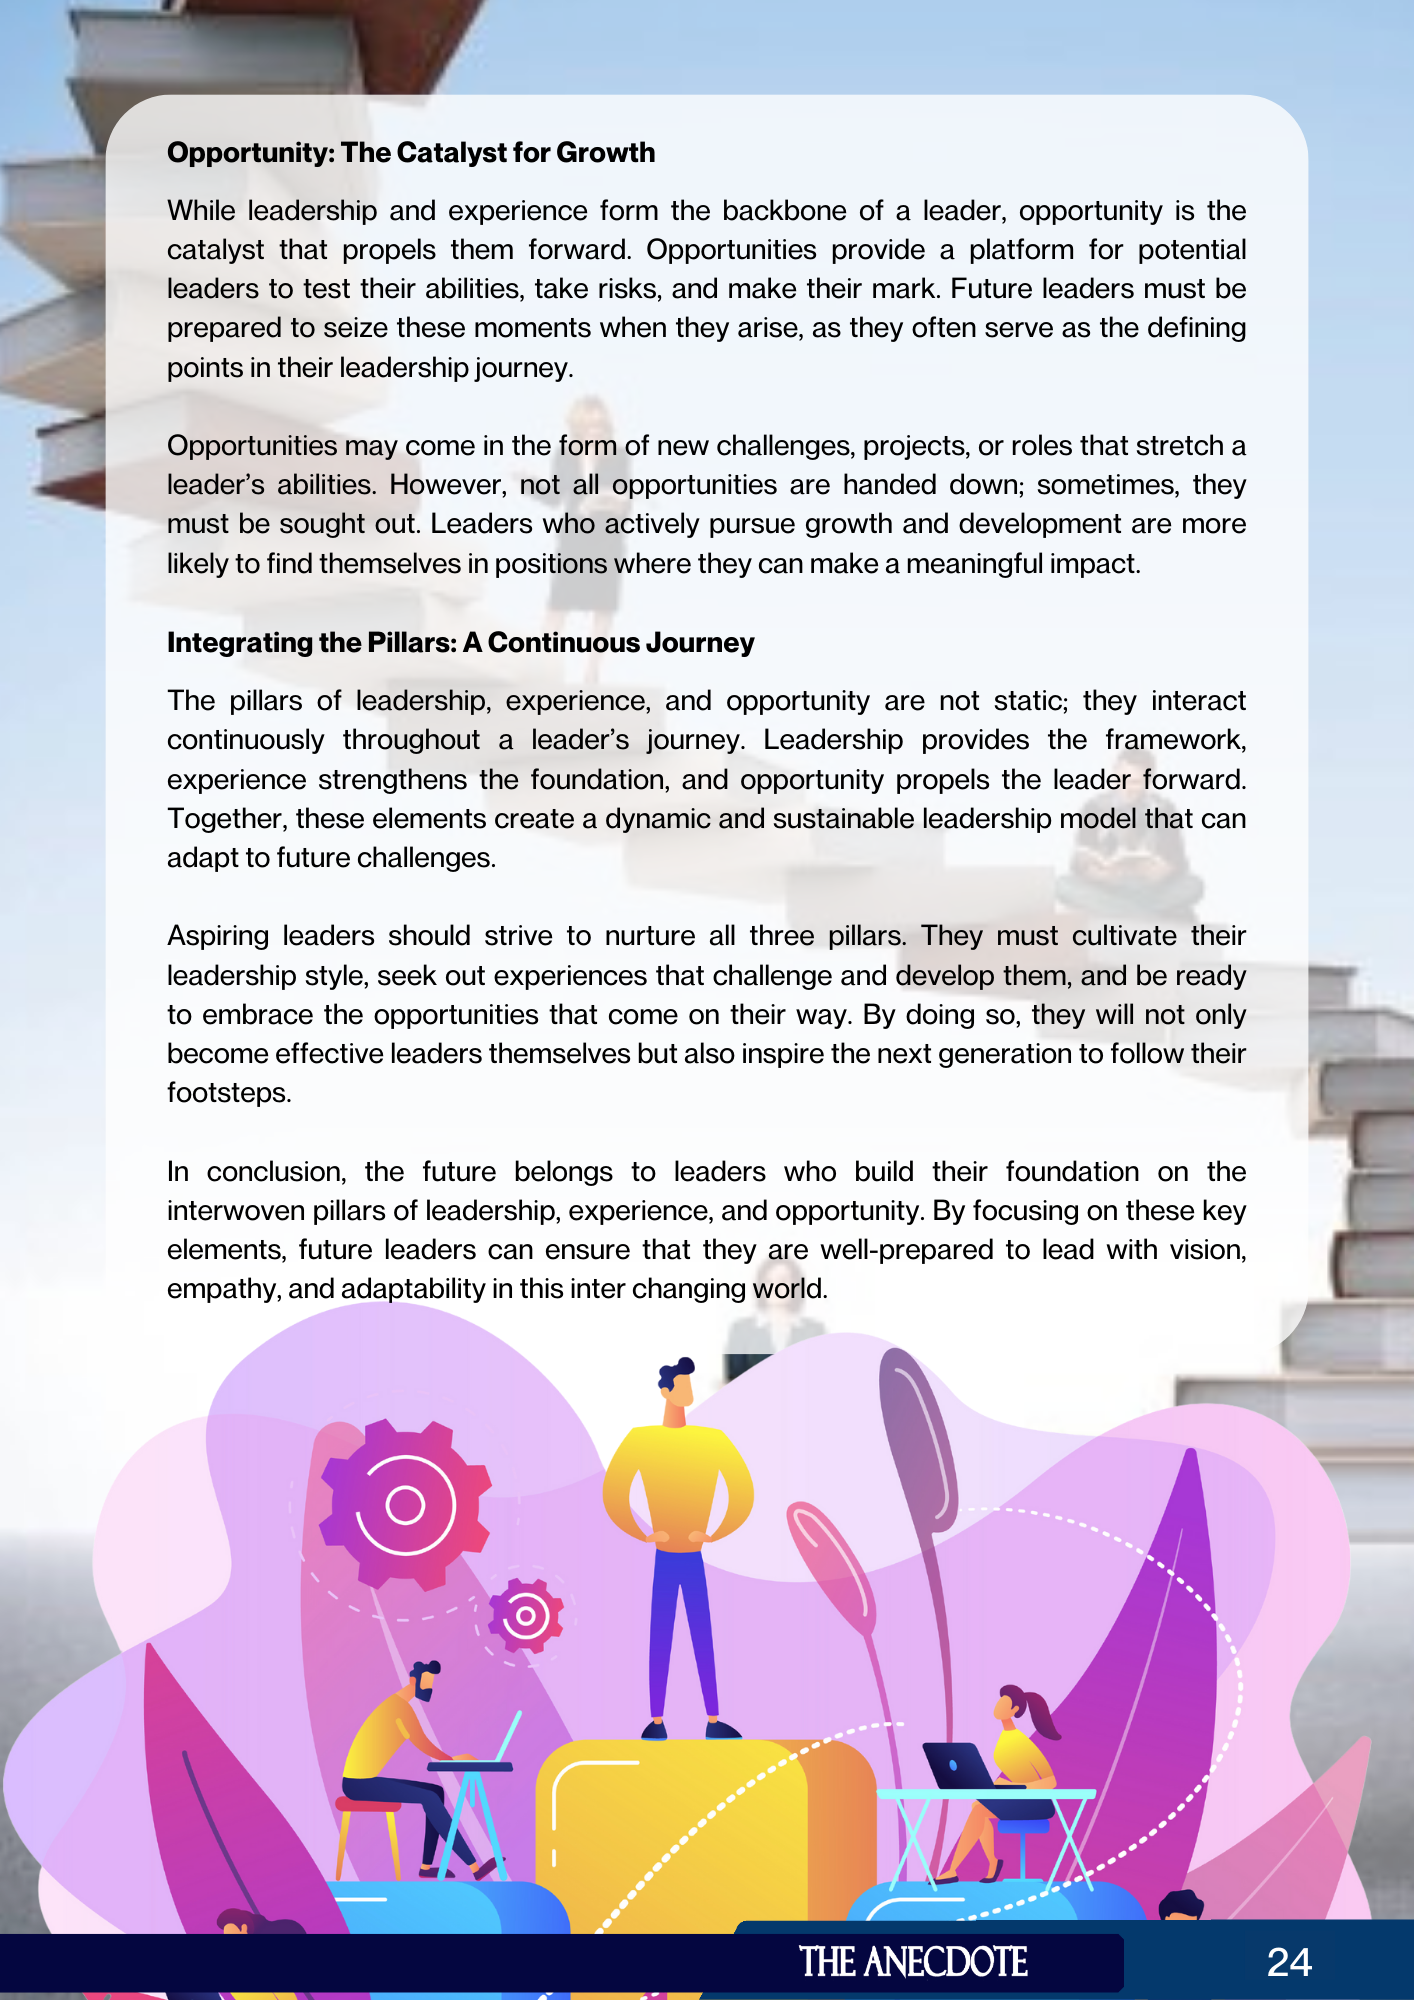 Opportunity: The Catalyst for Growth
While leadership and experience form the backbone of a leader, opportunity is the
catalyst that propels them forward. Opportunities provide a platform for potential
leaders to test their abilities, take risks, and make their mark. Future leaders must be
prepared to seize these moments when they arise, as they often serve as the defining
points in their leadership journey.
Opportunities may come in the form of new challenges, projects, or roles that stretch a
leader’s abilities. However, not all opportunities are handed down; sometimes, they
must be sought out. Leaders who actively pursue growth and development are more
likely to find themselves in positions where they can make a meaningful impact.
Integrating the Pillars: A Continuous Journey
The pillars of leadership, experience, and opportunity are not static; they interact
continuously throughout a leader’s journey. Leadership provides the framework,
experience strengthens the foundation, and opportunity propels the leader forward.
Together, these elements create a dynamic and sustainable leadership model that can
adapt to future challenges.
Aspiring leaders should strive to nurture all three pillars. They must cultivate their
leadership style, seek out experiences that challenge and develop them, and be ready
to embrace the opportunities that come on their way. By doing so, they will not only
become effective leaders themselves but also inspire the next generation to follow their
footsteps.
In conclusion, the future belongs to leaders who build their foundation on the
interwoven pillars of leadership, experience, and opportunity. By focusing on these key
elements, future leaders can ensure that they are well-prepared to lead with vision,
empathy, and adaptability in this inter changing world.
THE ANECDOTE
24